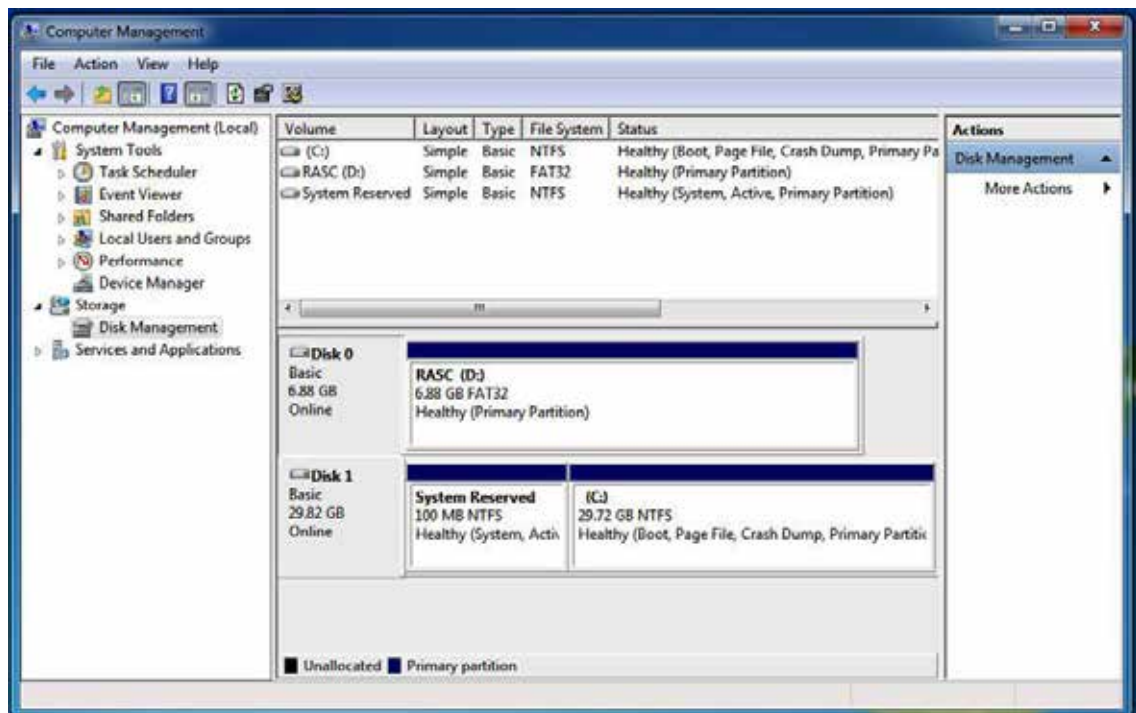 Computer Management
File Action View Help
Computer Management (Local)
System Tools
Task Scheduler
Event Viewer
Shared Folders
Local Users and Groups
Performance
Device Manager
Storage
Disk Management
Services and Applications
Volume Layout Type File System Status
(C:) Simple Basic NTFS Healthy (Boot, Page File, Crash Dump, Primary Pa
RASC (D:) Simple Basic FAT32 Healthy (Primary Partition)
System Reserved Simple Basic NTFS Healthy (System, Active, Primary Partition)
Disk 0
Basic
6.88 GB
Online
RASC (D:)
6.88 GB FAT32
Healthy (Primary Partition)
Disk 1
Basic
29.82 GB
Online
System Reserved
100 MB NTFS
Healthy (System, Activ
(C:)
29.72 GB NTFS
Healthy (Boot, Page File, Crash Dump, Primary Partitic
Unallocated Primary partition
Actions
Disk Management
More Actions